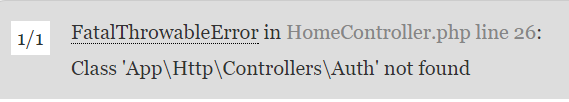 1/1
FatalThrowableError in HomeController.php line 26:
Class 'App\Http\Controllers\Auth' not found